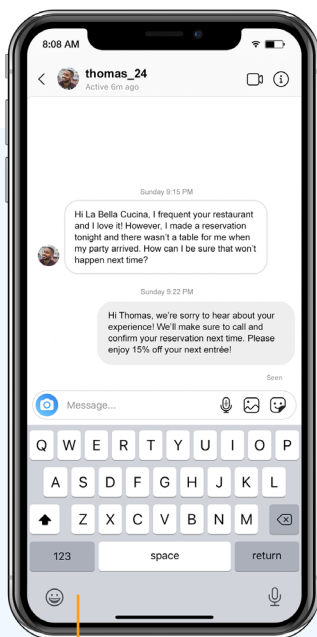 8:08 AM
thomas_24
Active 6m ago
Sunday 9:15 PM
Hi La Bella Cucina, I frequent your restaurant
and I love it! However, I made a reservation
tonight and there wasn't a table for me when
my party arrived. How can I be sure that won't
happen next time?
Sunday 9:22 PM
Hi Thomas, we're sorry to hear about your
experience! We'll make sure to call and
confirm your reservation next time. Please
enjoy 15% off your next entrée!
Seen
Message...
Q W E R T Y U I O P
A S D F G H J K L
Z X C V B N M
123 space return